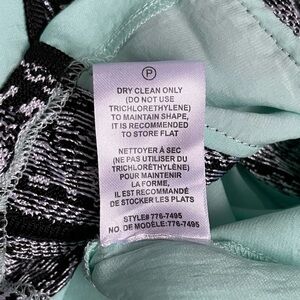 P
DRY CLEAN ONLY
(DO NOT USE
TRICHLORETHYLENE)
TO MAINTAIN SHAPE,
IT IS RECOMMENDED
TO STORE FLAT
NETTOYER À SEC
(NE PAS UTILISER DU
TRICHLORÉTHYLÈNE)
POUR MAINTENIR
LA FORME,
IL EST RECOMMANDÉ
DE STOCKER LES PLATS
STYLE# 776-7495
NO. DE MODÈLE: 776-7495